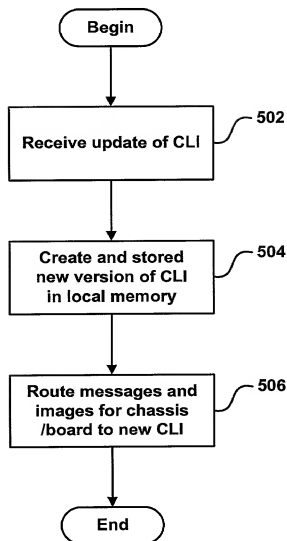 Begin
Receive update of CLI
502
Create and stored
new version of CLI
in local memory
504
Route messages and
images for chassis
/board to new CLI
506
End